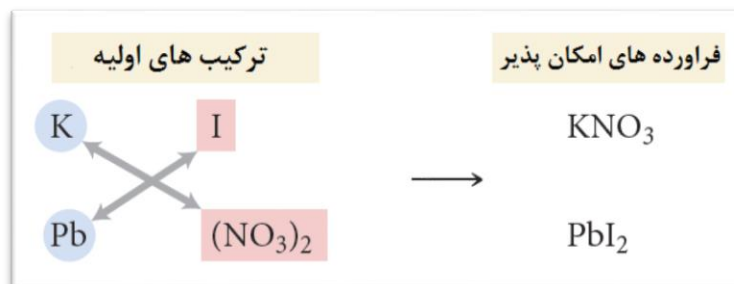 ترکیب های اولیه
فراورده های امکان پذیر
K I
KNO₃
Pb (NO₃)₂
PbI₂